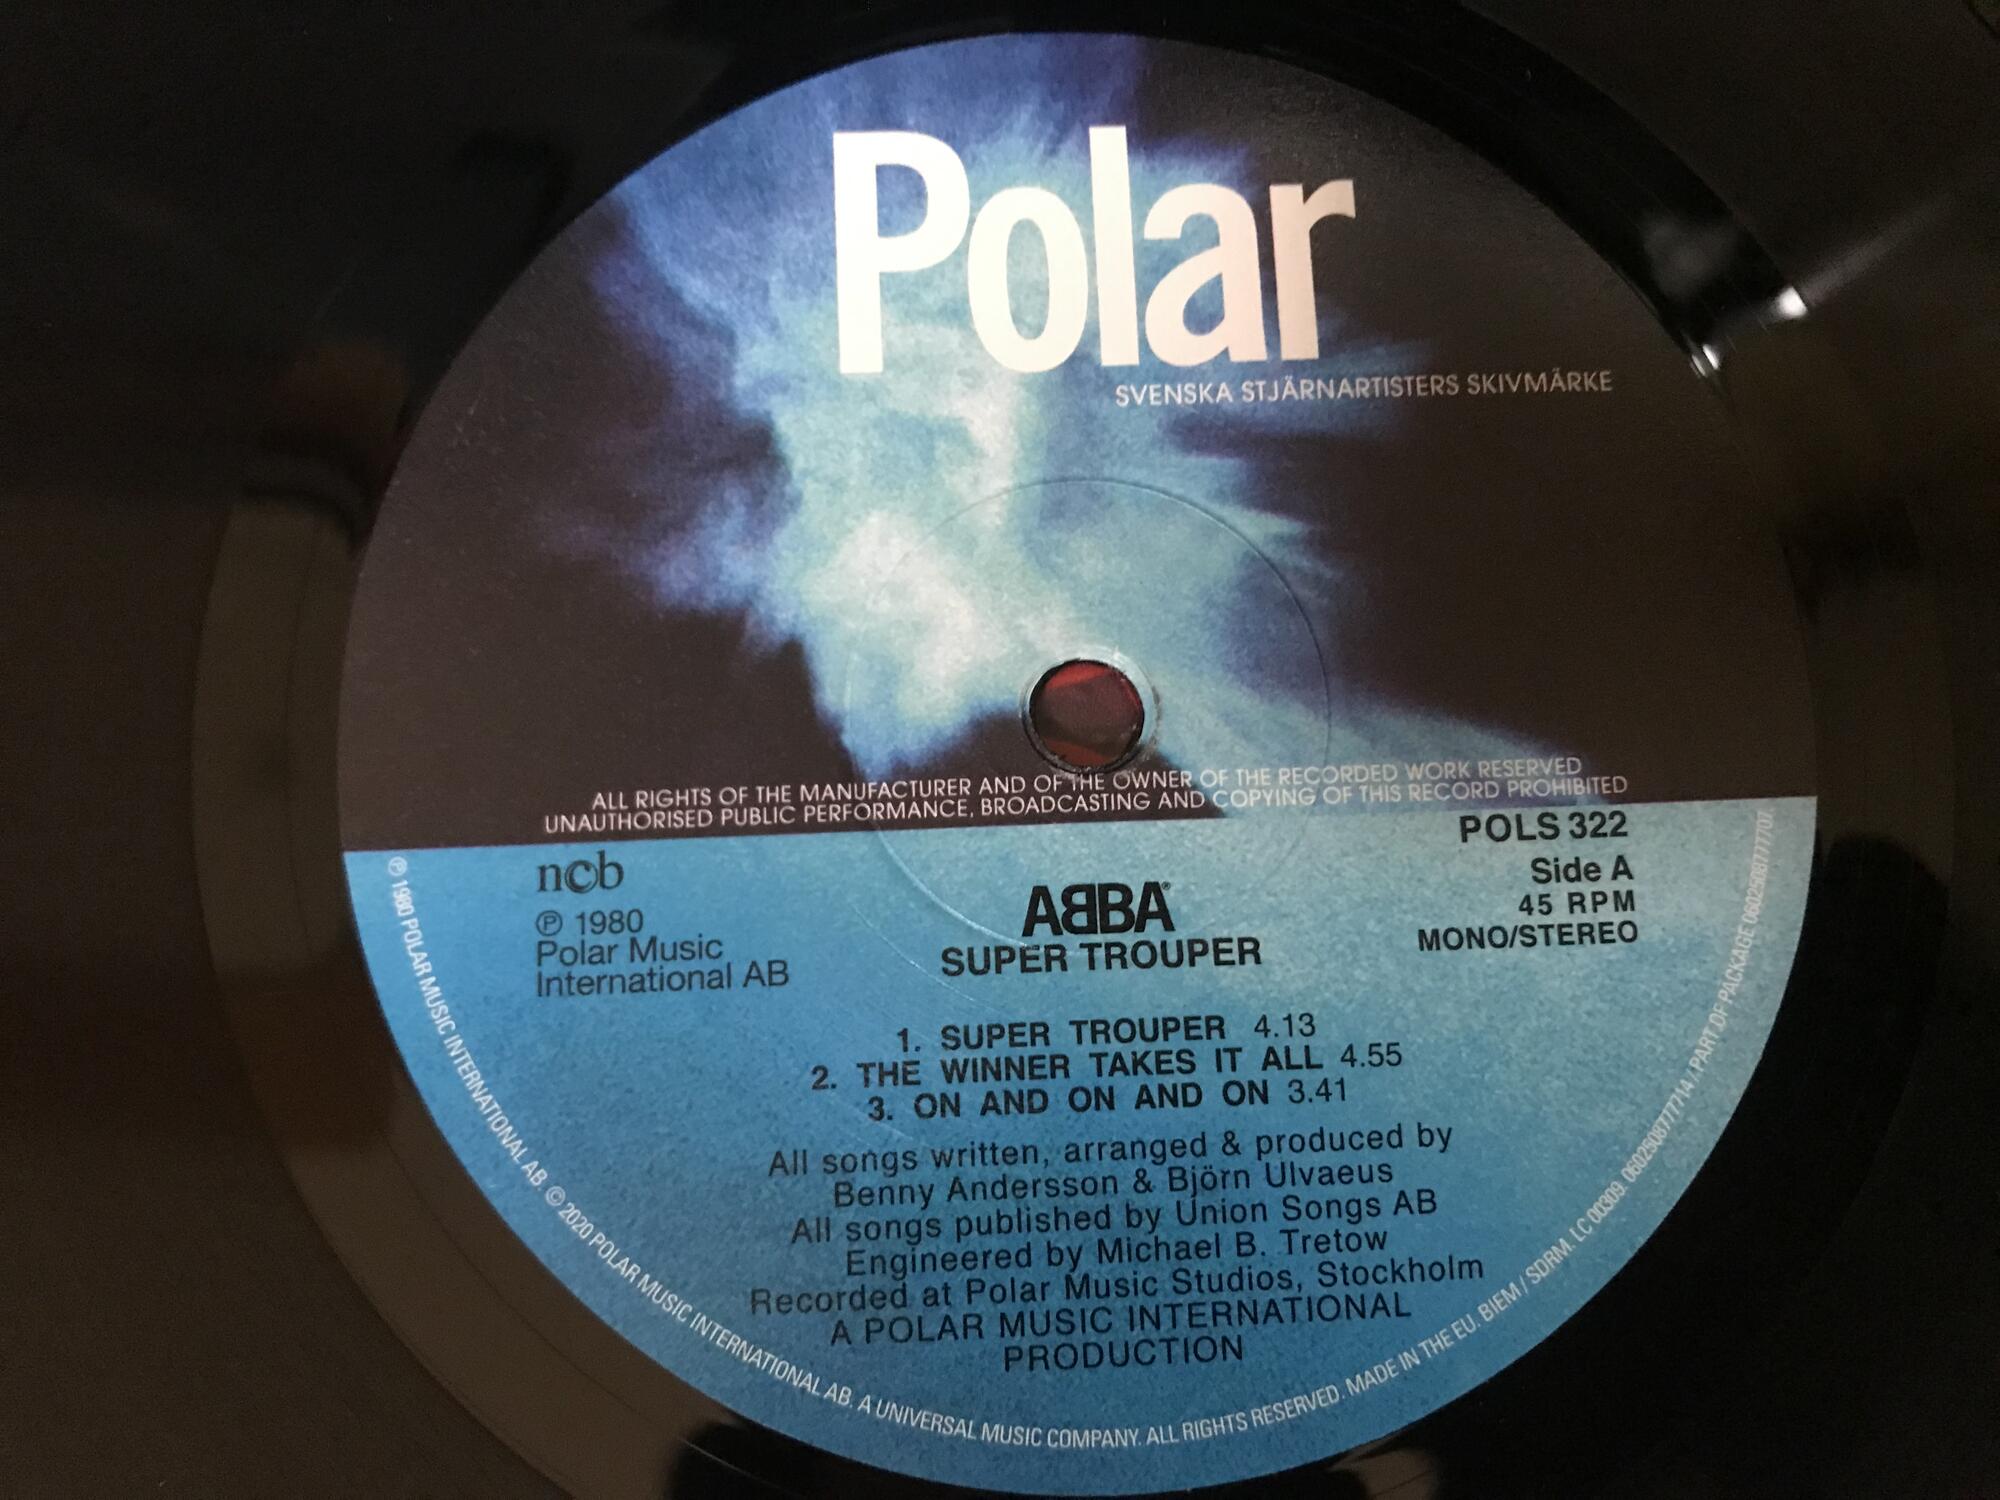 Polar
SVENSKA STJÄRNARTISTERS SKIVMÄRKE
ALL RIGHTS OF THE MANUFACTURER AND OF THE OWNER OF THE RECORDED WORK RESERVED
UNAUTHORISED PUBLIC PERFORMANCE, BROADCASTING AND COPYING OF THIS RECORD PROHIBITED
ncb
℗ 1980
Polar Music
International AB
ABBA®
SUPER TROUPER
POLS 322
Side A
45 RPM
MONO/STEREO
1. SUPER TROUPER 4.13
2. THE WINNER TAKES IT ALL 4.55
3. ON AND ON AND ON 3.41
All songs written, arranged & produced by
Benny Andersson & Björn Ulvaeus
All songs published by Union Songs AB
Engineered by Michael B. Tretow
Recorded at Polar Music Studios, Stockholm
A POLAR MUSIC INTERNATIONAL
PRODUCTION
℗ 1980 POLAR MUSIC INTERNATIONAL AB. © 2020 POLAR MUSIC INTERNATIONAL AB. A UNIVERSAL MUSIC COMPANY. ALL RIGHTS RESERVED. MADE IN THE EU. BIEM / SDRM. LC 00309. 060250877714 / PART OF PACKAGE